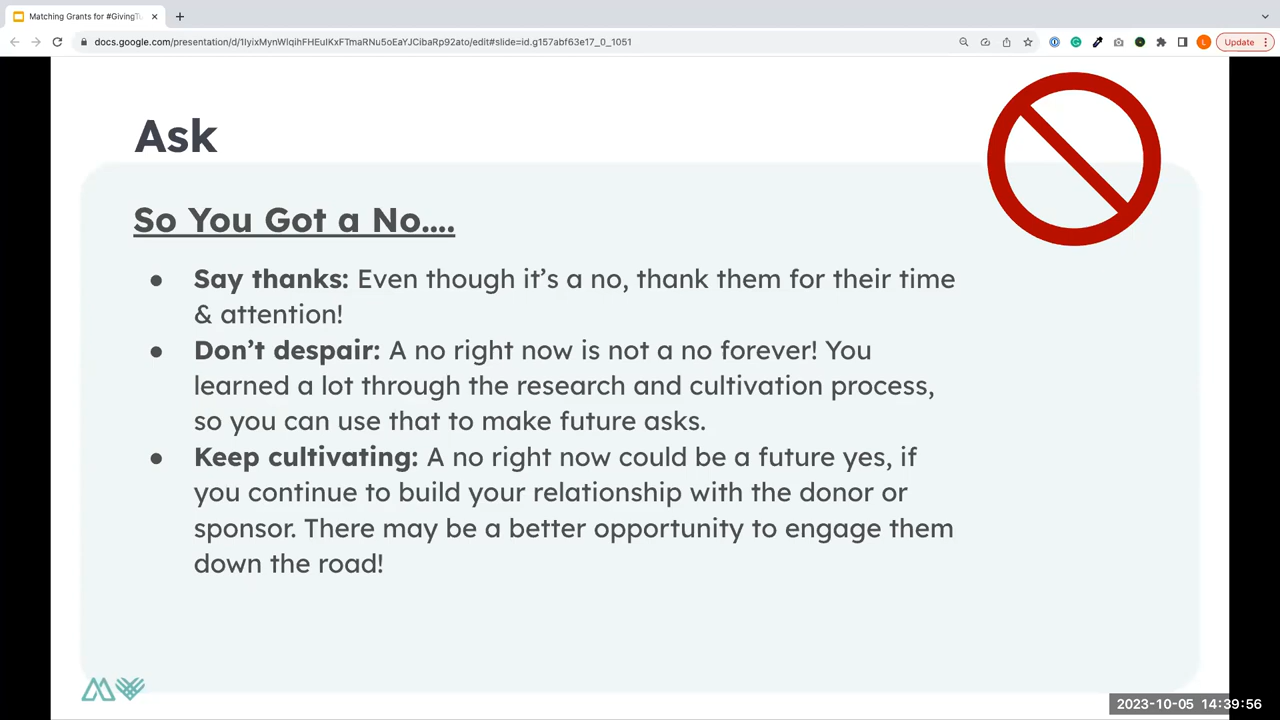 Matching Grants for #GivingTu
docs.google.com/presentation/d/1IyixMynWlqihFHEuIKxFTmaRNu5oEaYJCibaRp92ato/edit#slide=id.g157abf63e17_0_1051
L
Update
Ask
So You Got a No....
● Say thanks: Even though it’s a no, thank them for their time
& attention!
● Don’t despair: A no right now is not a no forever! You
learned a lot through the research and cultivation process,
so you can use that to make future asks.
● Keep cultivating: A no right now could be a future yes, if
you continue to build your relationship with the donor or
sponsor. There may be a better opportunity to engage them
down the road!
2023-10-05 14:39:56